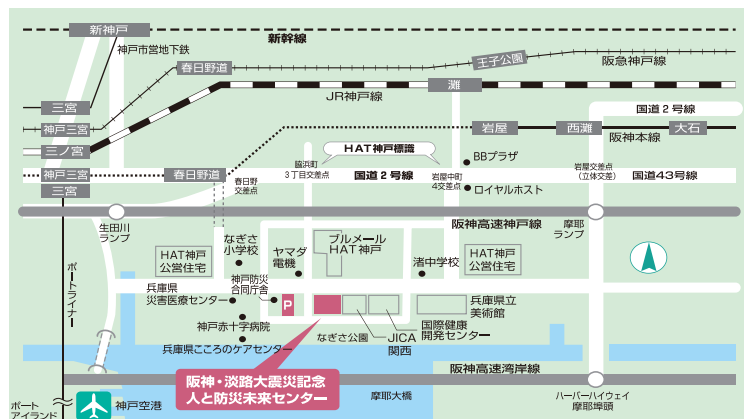 新神戸
新幹線
神戸市営地下鉄
春日野道
王子公園
阪急神戸線
灘
JR神戸線
三宮
神戸三宮
三ノ宮
国道2号線
岩屋
西灘
大石
阪神本線
HAT神戸標識
BBプラザ
神戸三宮
三宮
春日野道
春日野
交差点
脇浜町
3丁目交差点
国道2号線
岩屋中町
4交差点
ロイヤルホスト
岩屋交差点
(立体交差)
国道43号線
生田川
ランプ
阪神高速神戸線
摩耶
ランプ
HAT神戸
公営住宅
なぎさ
小学校
ヤマダ
電機
ブルメール
HAT神戸
渚中学校
HAT神戸
公営住宅
ポートライナー
兵庫県
災害医療センター
神戸防災
合同庁舎
P
兵庫県立
美術館
神戸赤十字病院
なぎさ公園
JICA
関西
国際健康
開発センター
兵庫県こころのケアセンター
阪神・淡路大震災記念
人と防災未来センター
阪神高速湾岸線
摩耶大橋
ハーバーハイウェイ
摩耶埠頭
ポート
アイランド
神戸空港